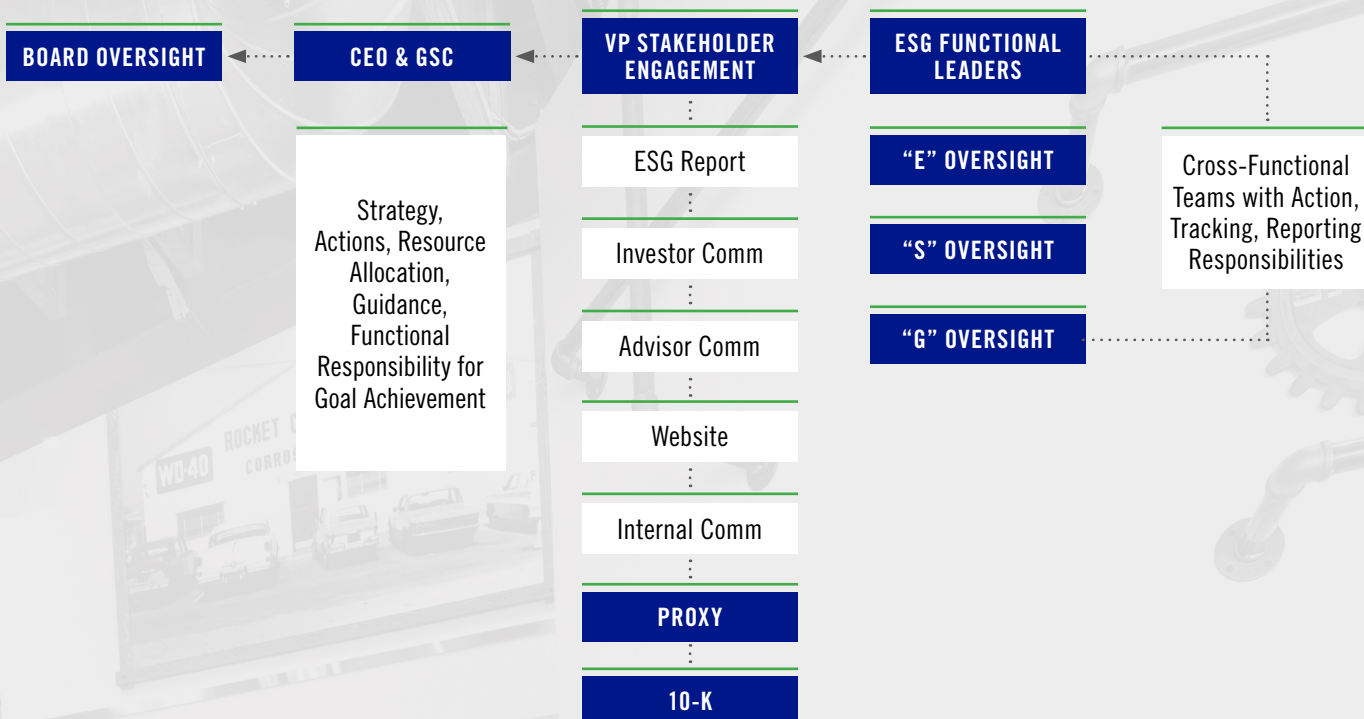 BOARD OVERSIGHT
CEO & GSC
Strategy,
Actions, Resource
Allocation,
Guidance,
Functional
Responsibility for
Goal Achievement
VP STAKEHOLDER
ENGAGEMENT
ESG Report
Investor Comm
Advisor Comm
Website
Internal Comm
PROXY
10-K
ESG FUNCTIONAL
LEADERS
“E” OVERSIGHT
“S” OVERSIGHT
“G” OVERSIGHT
Cross-Functional
Teams with Action,
Tracking, Reporting
Responsibilities
WD-40
ROCKET